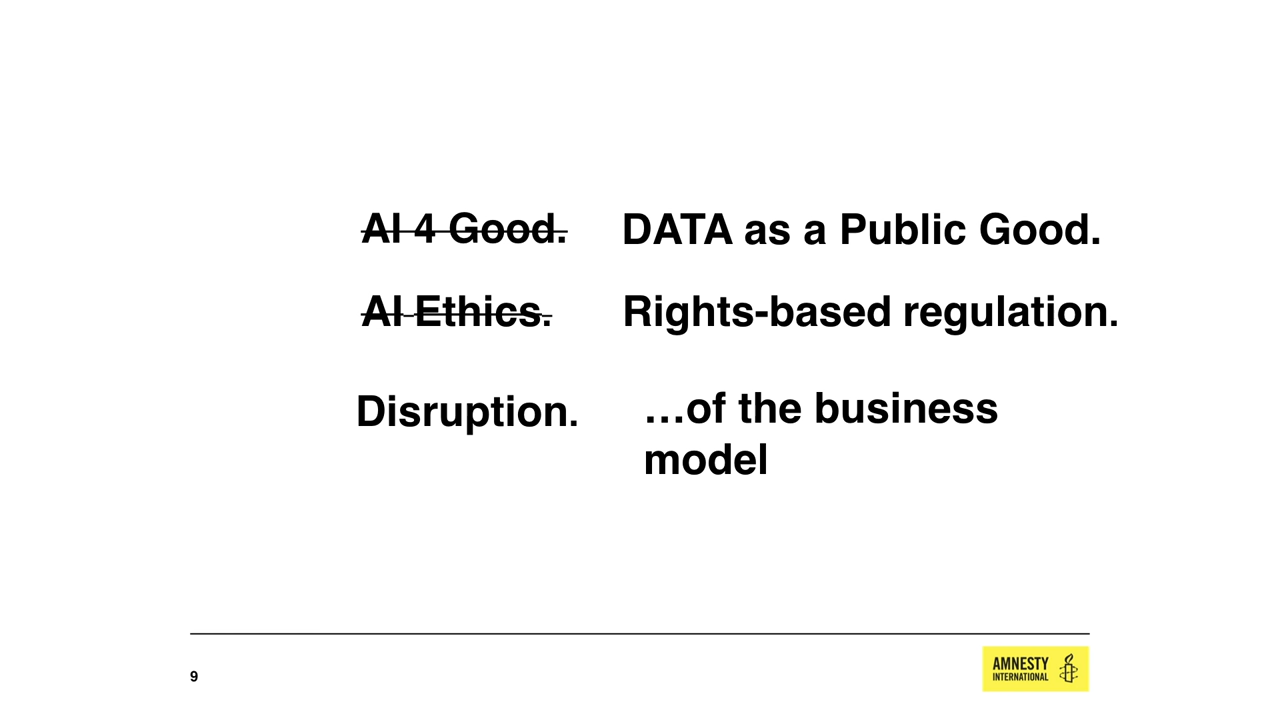 AI 4 Good. DATA as a Public Good.
AI Ethics. Rights-based regulation.
Disruption. …of the business
model
9
AMNESTY
INTERNATIONAL